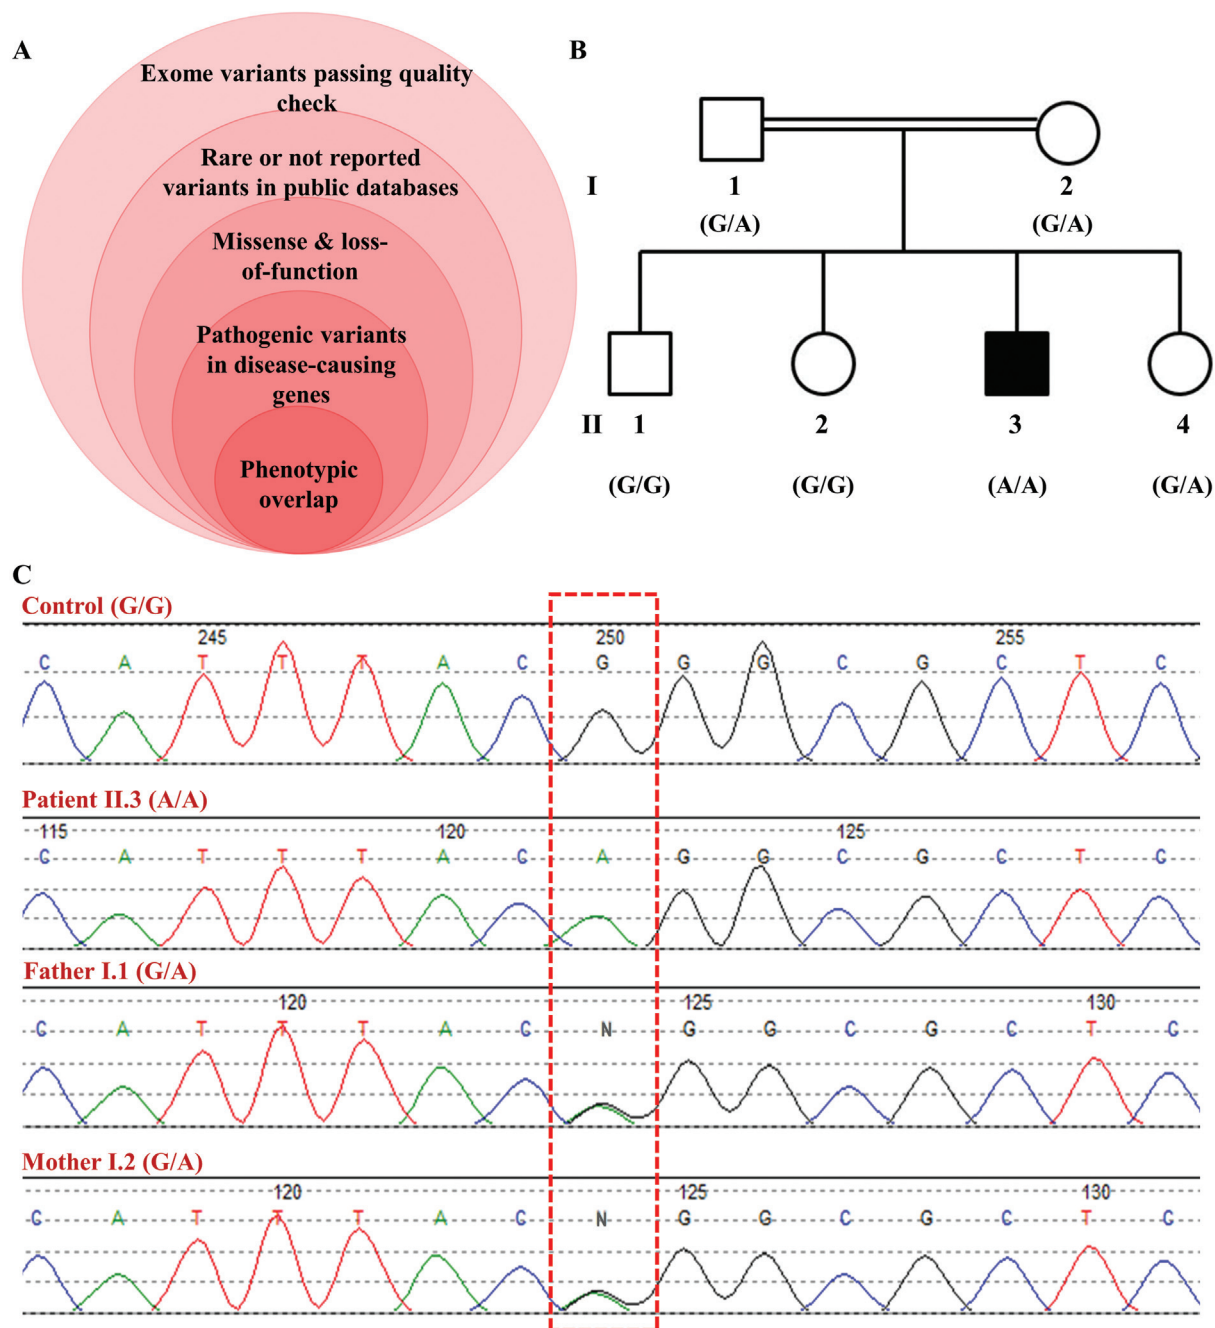 A
Exome variants passing quality
check
Rare or not reported
variants in public databases
Missense & loss-
of-function
Pathogenic variants
in disease-causing
genes
Phenotypic
overlap
B
I
1
2
(G/A)
(G/A)
II
1
2
3
4
(G/G)
(G/G)
(A/A)
(G/A)
C
Control (G/G)
245 250 255
C A T T T A C G G G C G C T C
Patient II.3 (A/A)
115 120 125
C A T T T A C A G G C G C T C
Father I.1 (G/A)
120 125 130
C A T T T A C N G G C G C T C
Mother I.2 (G/A)
120 125 130
C A T T T A C N G G C G C T C